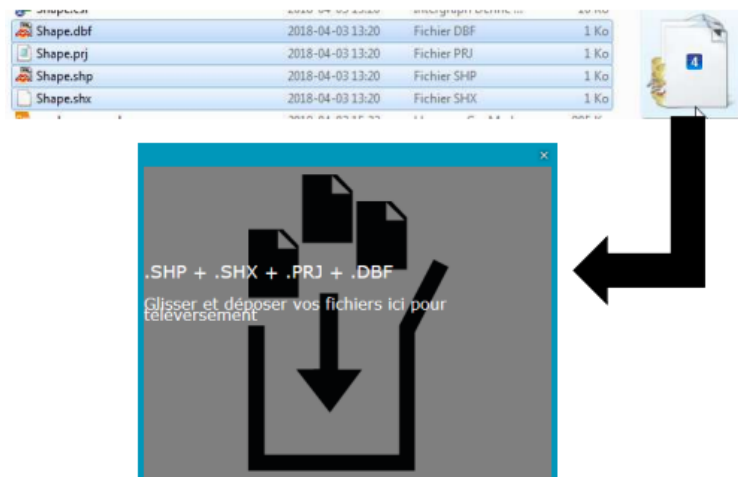 Shape.dbf 2018-04-03 13:20 Fichier DBF 1 Ko
Shape.prj 2018-04-03 13:20 Fichier PRJ 1 Ko
Shape.shp 2018-04-03 13:20 Fichier SHP 1 Ko
Shape.shx 2018-04-03 13:20 Fichier SHX 1 Ko
4
.SHP + .SHX + .PRJ + .DBF
Glisser et déposer vos fichiers ici pour
téléversement